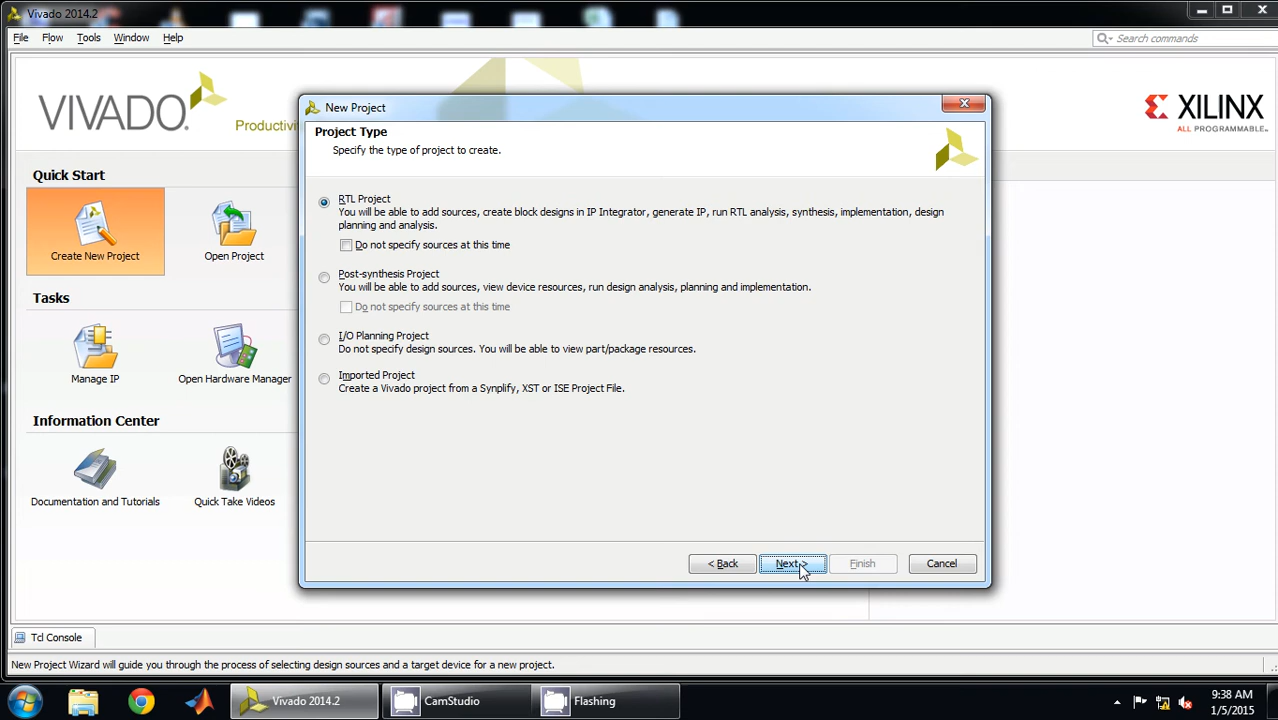 Vivado 2014.2
File Flow Tools Window Help
Search commands
VIVADO
Productivi
XILINX
ALL PROGRAMMABLE
New Project
Project Type
Specify the type of project to create.
Quick Start
Create New Project
Open Project
Tasks
Manage IP
Open Hardware Manager
Information Center
Documentation and Tutorials
Quick Take Videos
RTL Project
You will be able to add sources, create block designs in IP Integrator, generate IP, run RTL analysis, synthesis, implementation, design
planning and analysis.
Do not specify sources at this time
Post-synthesis Project
You will be able to add sources, view device resources, run design analysis, planning and implementation.
Do not specify sources at this time
I/O Planning Project
Do not specify design sources. You will be able to view part/package resources.
Imported Project
Create a Vivado project from a Synplify, XST or ISE Project File.
< Back Next > Finish Cancel
Tcl Console
New Project Wizard will guide you through the process of selecting design sources and a target device for a new project.
Vivado 2014.2
CamStudio
Flashing
9:38 AM
1/5/2015